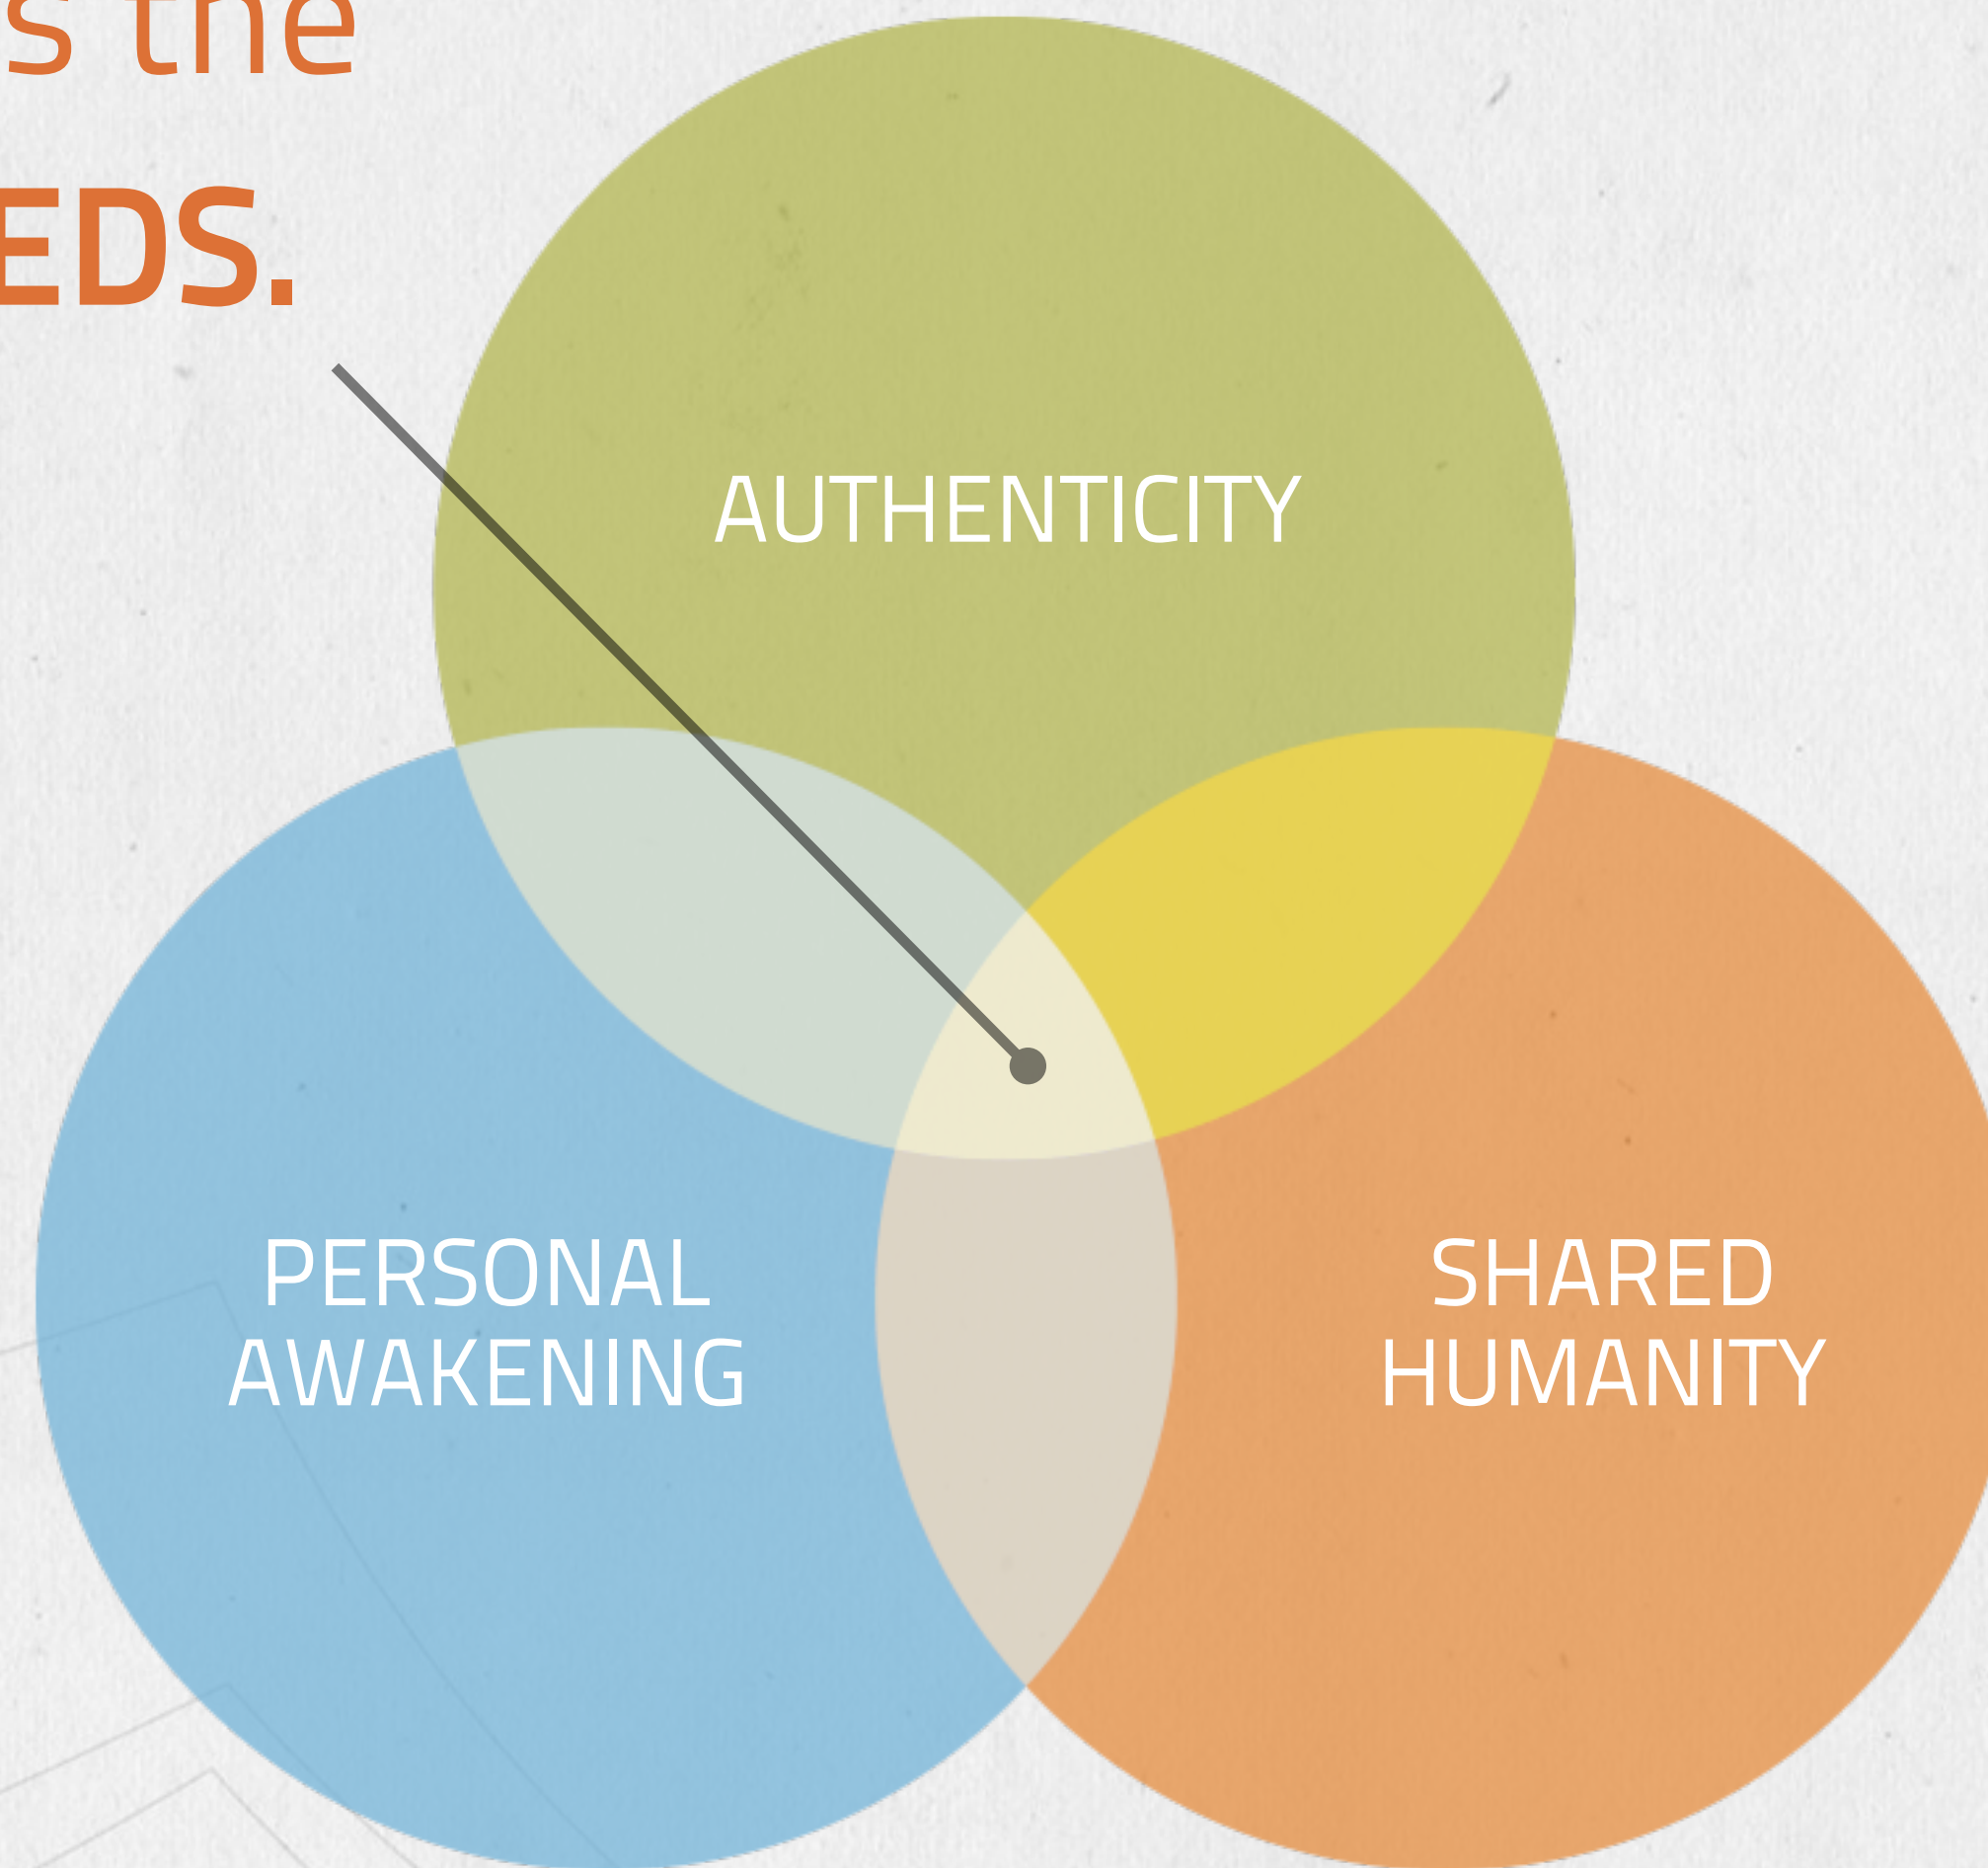 s the
EDS.
AUTHENTICITY
PERSONAL
AWAKENING
SHARED
HUMANITY